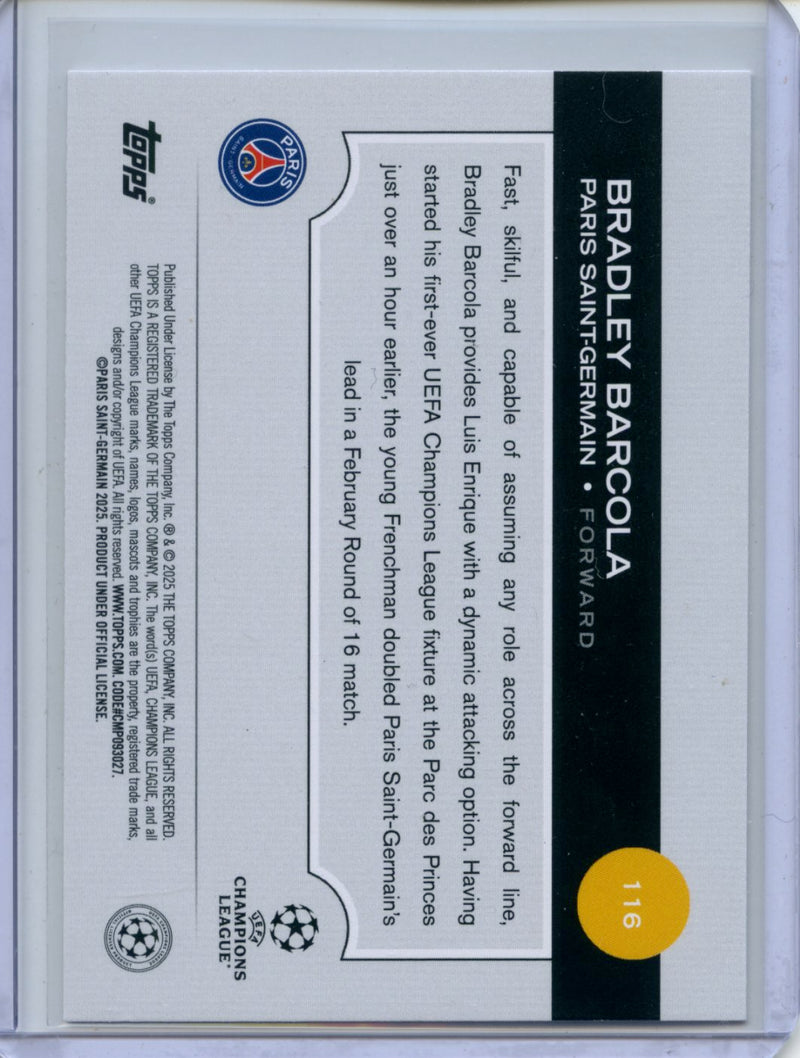 BRADLEY BARCOLA
PARIS SAINT-GERMAIN • FORWARD
116
Fast, skilful, and capable of assuming any role across the forward line,
Bradley Barcola provides Luis Enrique with a dynamic attacking option. Having
started his first-ever UEFA Champions League fixture at the Parc des Princes
just over an hour earlier, the young Frenchman doubled Paris Saint-Germain's
lead in a February Round of 16 match.
PARIS
SAINT-GERMAIN
UEFA
CHAMPIONS
LEAGUE®
topps®
Published Under License by The Topps Company, Inc. ® & © 2025 THE TOPPS COMPANY, INC. ALL RIGHTS RESERVED.
TOPPS IS A REGISTERED TRADEMARK OF THE TOPPS COMPANY, INC. The word(s) UEFA, CHAMPIONS LEAGUE, and all
other UEFA Champions League marks, names, logos, mascots and trophies are the property, registered trade marks,
designs and/or copyright of UEFA. All rights reserved. WWW.TOPPS.COM. CODE#CMP093027.
©PARIS SAINT-GERMAIN 2025. PRODUCT UNDER OFFICIAL LICENSE.